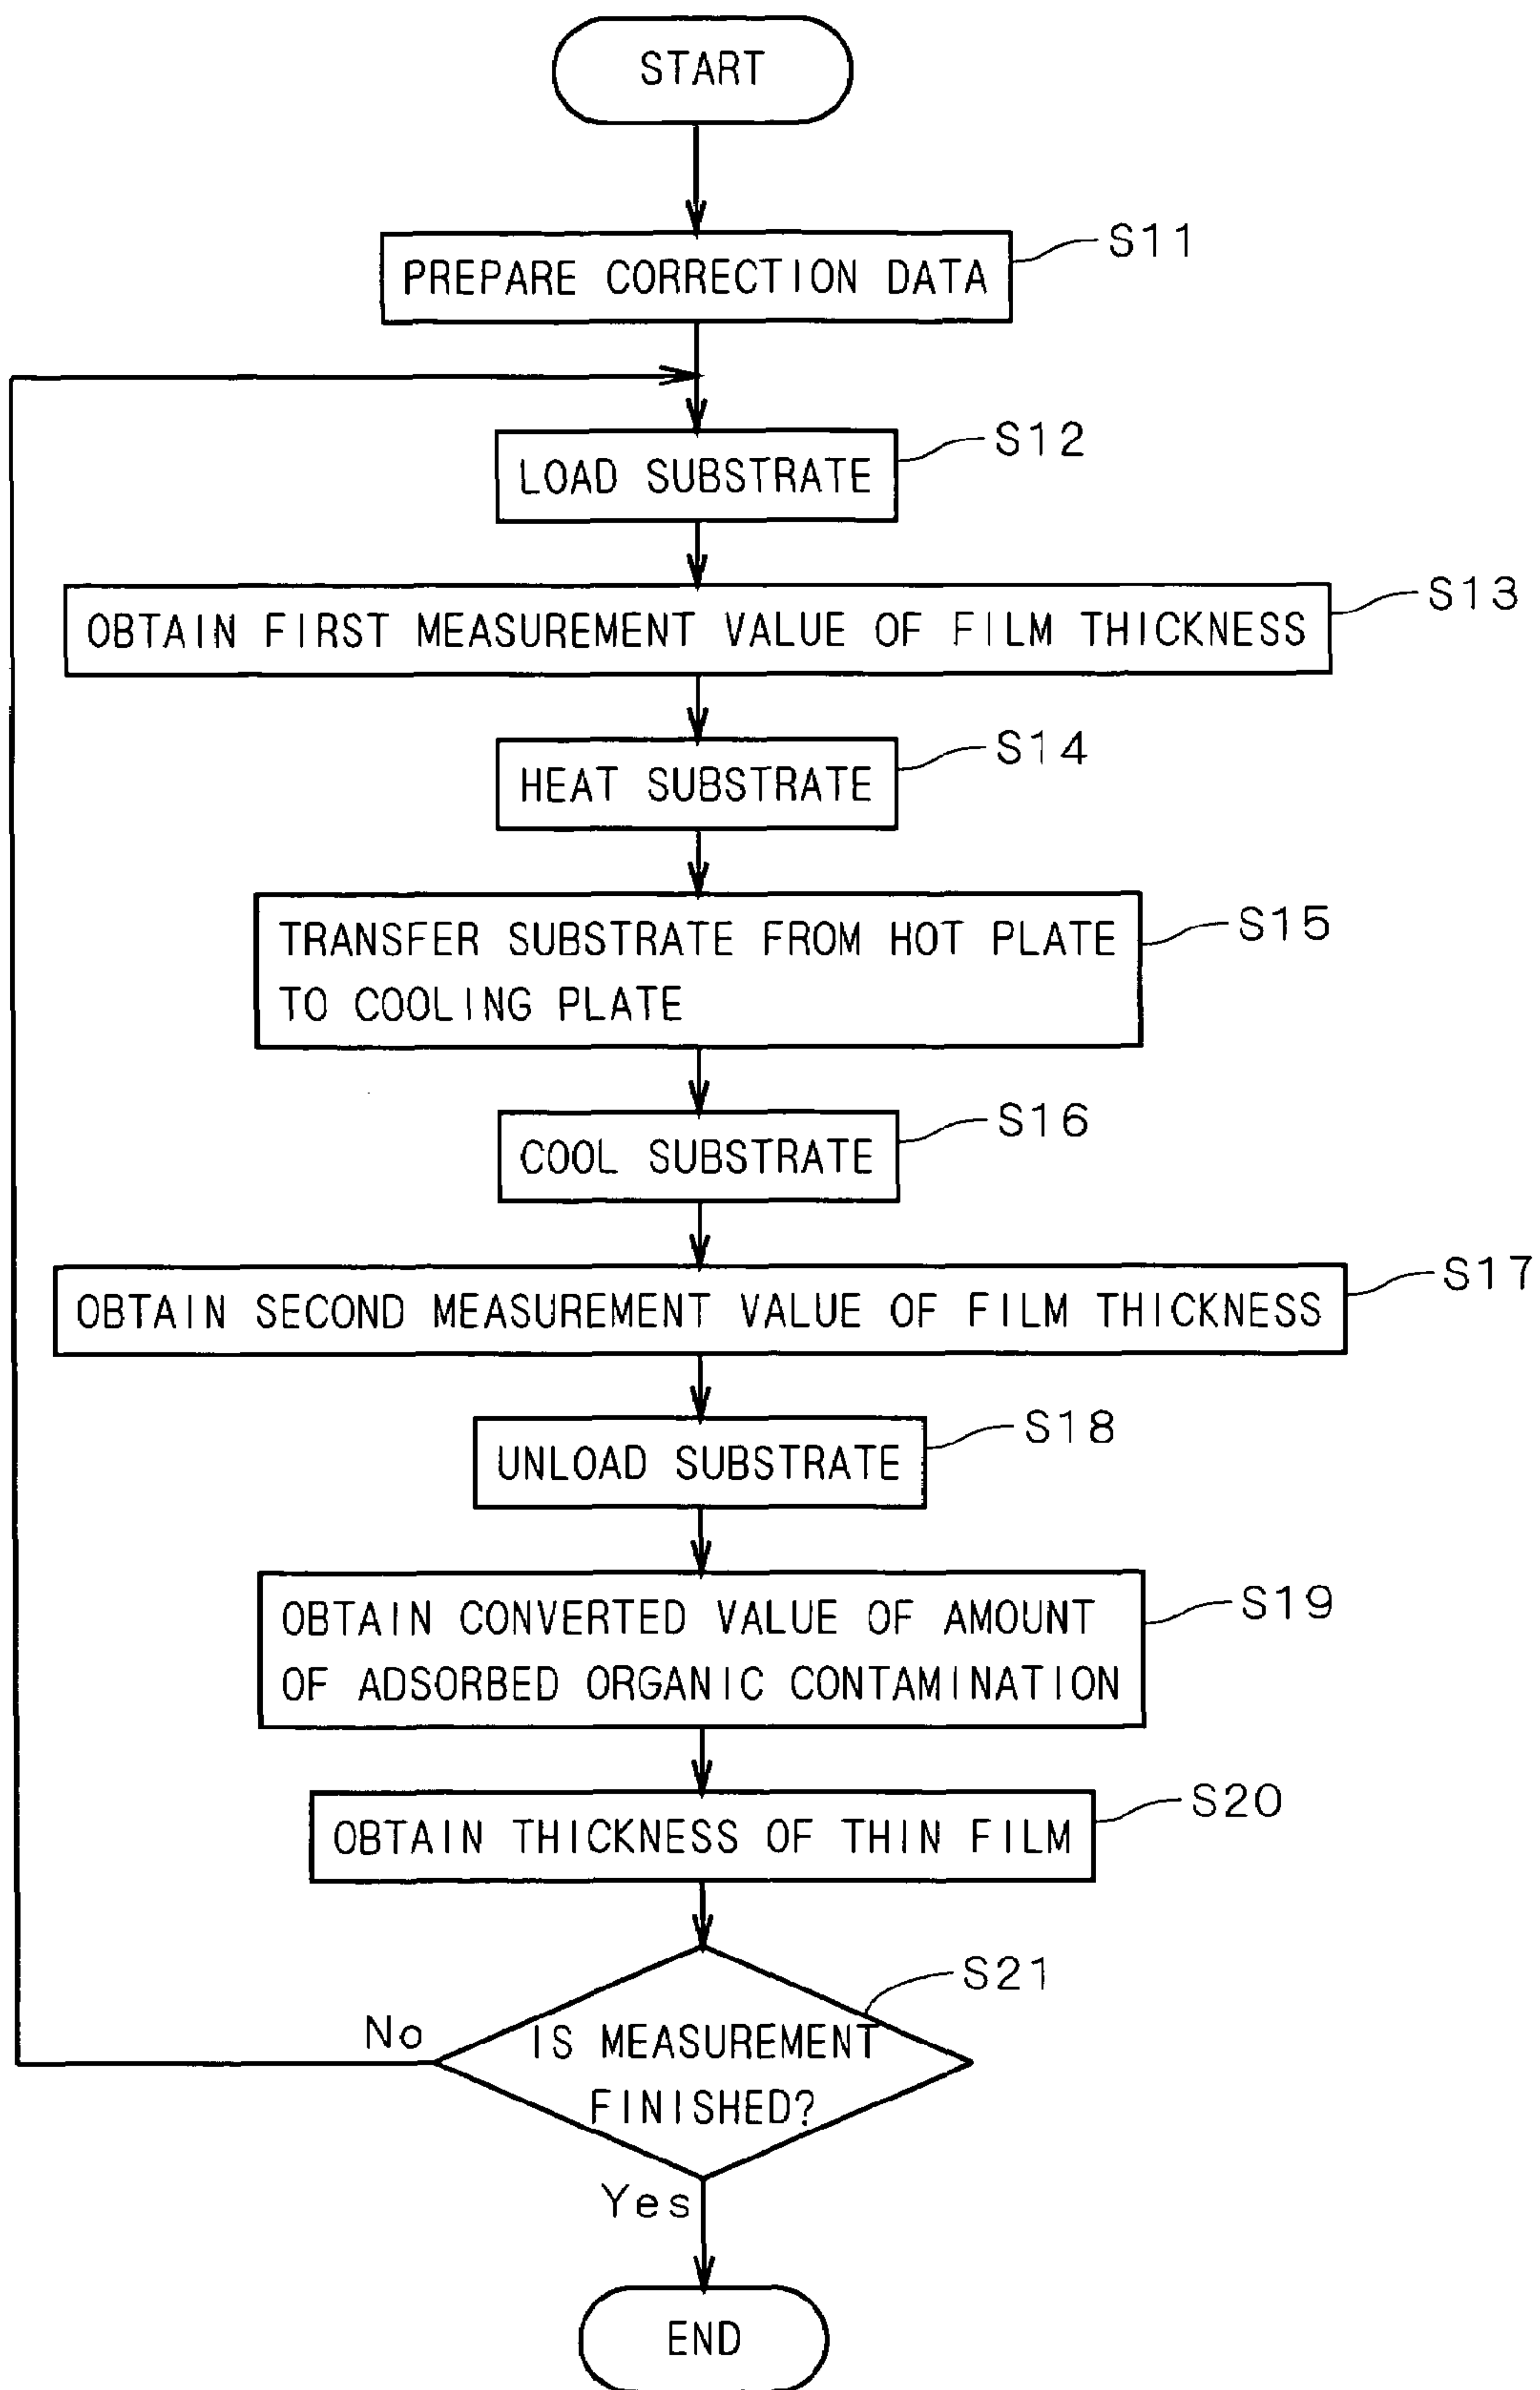 START
PREPARE CORRECTION DATA
S11
LOAD SUBSTRATE
S12
OBTAIN FIRST MEASUREMENT VALUE OF FILM THICKNESS
S13
HEAT SUBSTRATE
S14
TRANSFER SUBSTRATE FROM HOT PLATE
TO COOLING PLATE
S15
COOL SUBSTRATE
S16
OBTAIN SECOND MEASUREMENT VALUE OF FILM THICKNESS
S17
UNLOAD SUBSTRATE
S18
OBTAIN CONVERTED VALUE OF AMOUNT
OF ADSORBED ORGANIC CONTAMINATION
S19
OBTAIN THICKNESS OF THIN FILM
S20
IS MEASUREMENT
FINISHED?
S21
No
Yes
END